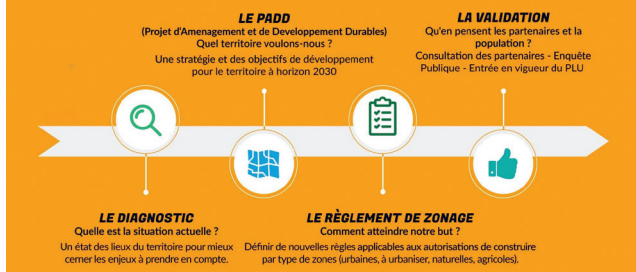 LE PADD
(Projet d'Amenagement et de Developpement Durables)
Quel territoire voulons-nous ?
Une stratégie et des objectifs de développement
pour le territoire à horizon 2030
LA VALIDATION
Qu'en pensent les partenaires et la
population ?
Consultation des partenaires - Enquête
Publique - Entrée en vigueur du PLU
LE DIAGNOSTIC
Quelle est la situation actuelle ?
Un état des lieux du territoire pour mieux
cerner les enjeux à prendre en compte.
LE RÈGLEMENT DE ZONAGE
Comment atteindre notre but ?
Définir de nouvelles règles applicables aux autorisations de construire
par type de zones (urbaines, à urbaniser, naturelles, agricoles).